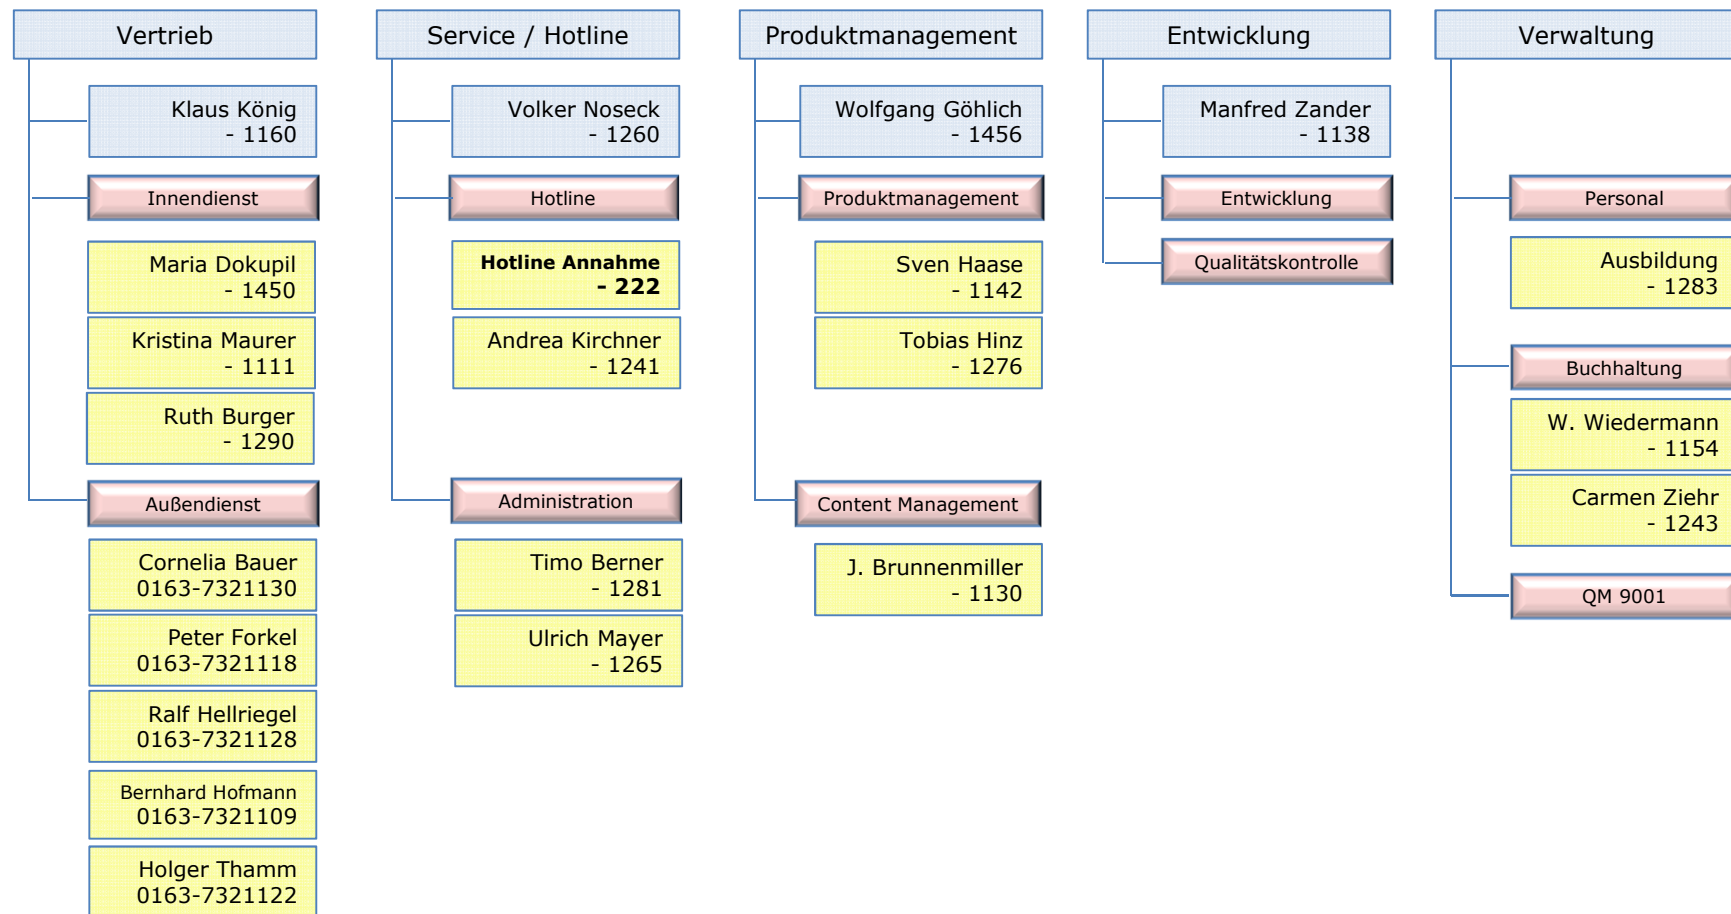 Vertrieb
Klaus König
- 1160
Innendienst
Maria Dokupil
- 1450
Kristina Maurer
- 1111
Ruth Burger
- 1290
Außendienst
Cornelia Bauer
0163-7321130
Peter Forkel
0163-7321118
Ralf Hellriegel
0163-7321128
Bernhard Hofmann
0163-7321109
Holger Thamm
0163-7321122
Service / Hotline
Volker Noseck
- 1260
Hotline
Hotline Annahme
- 222
Andrea Kirchner
- 1241
Administration
Timo Berner
- 1281
Ulrich Mayer
- 1265
Produktmanagement
Wolfgang Göhlich
- 1456
Produktmanagement
Sven Haase
- 1142
Tobias Hinz
- 1276
Content Management
J. Brunnenmiller
- 1130
Entwicklung
Manfred Zander
- 1138
Entwicklung
Qualitätskontrolle
Verwaltung
Personal
Ausbildung
- 1283
Buchhaltung
W. Wiedermann
- 1154
Carmen Ziehr
- 1243
QM 9001